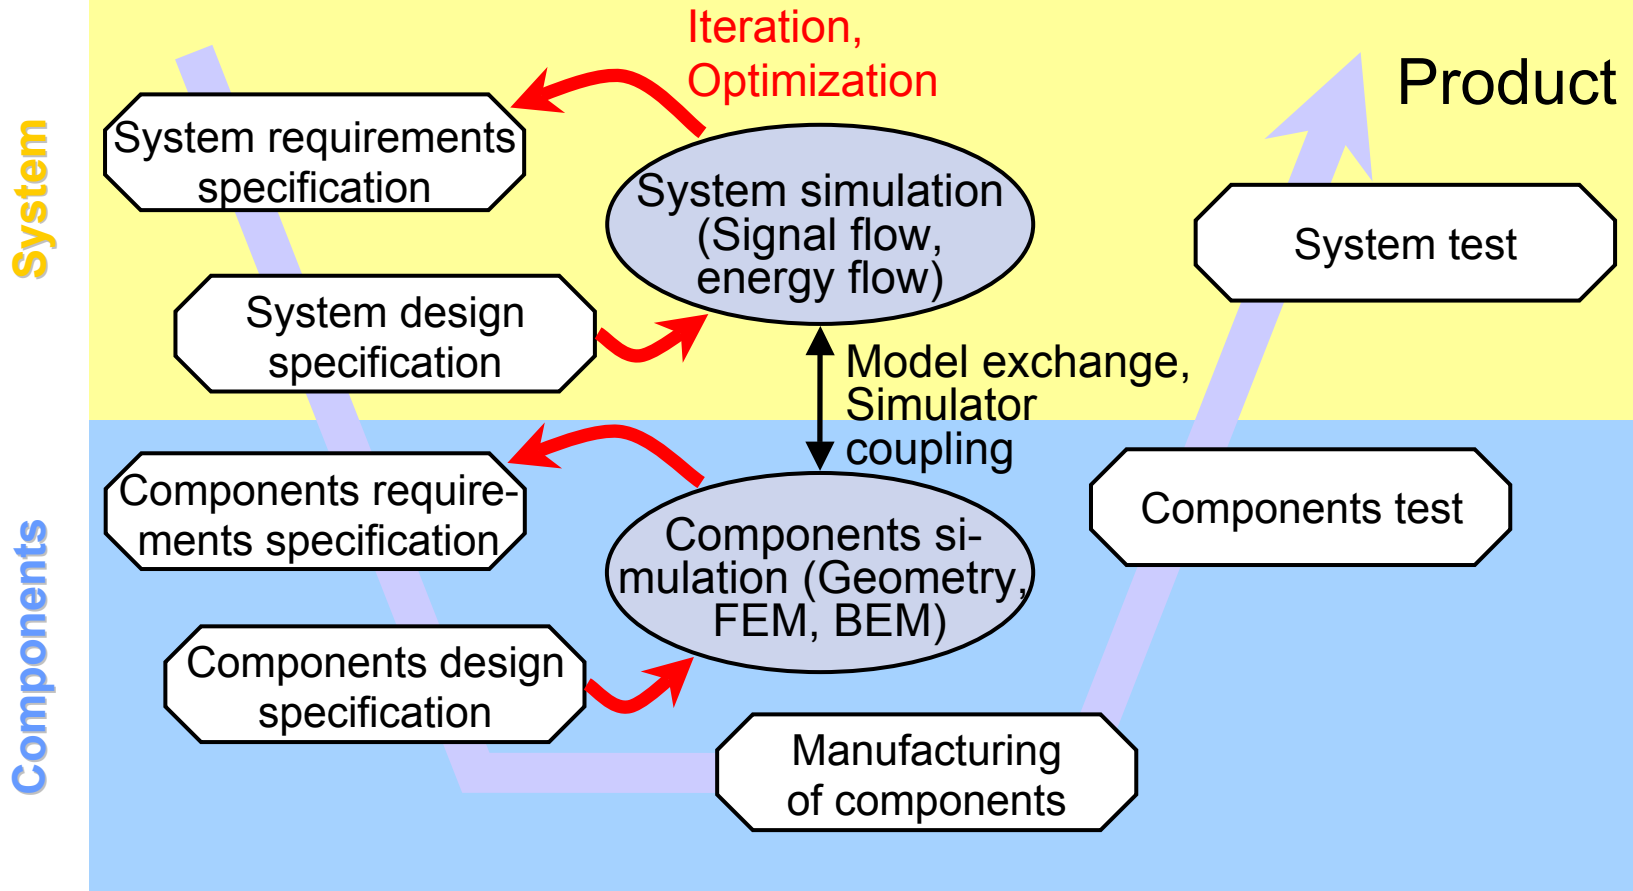 Iteration,
Optimization
Product
System
System requirements
specification
System simulation
(Signal flow,
energy flow)
System test
System design
specification
Model exchange,
Simulator
coupling
Components
Components require-
ments specification
Components si-
mulation (Geometry,
FEM, BEM)
Components test
Components design
specification
Manufacturing
of components